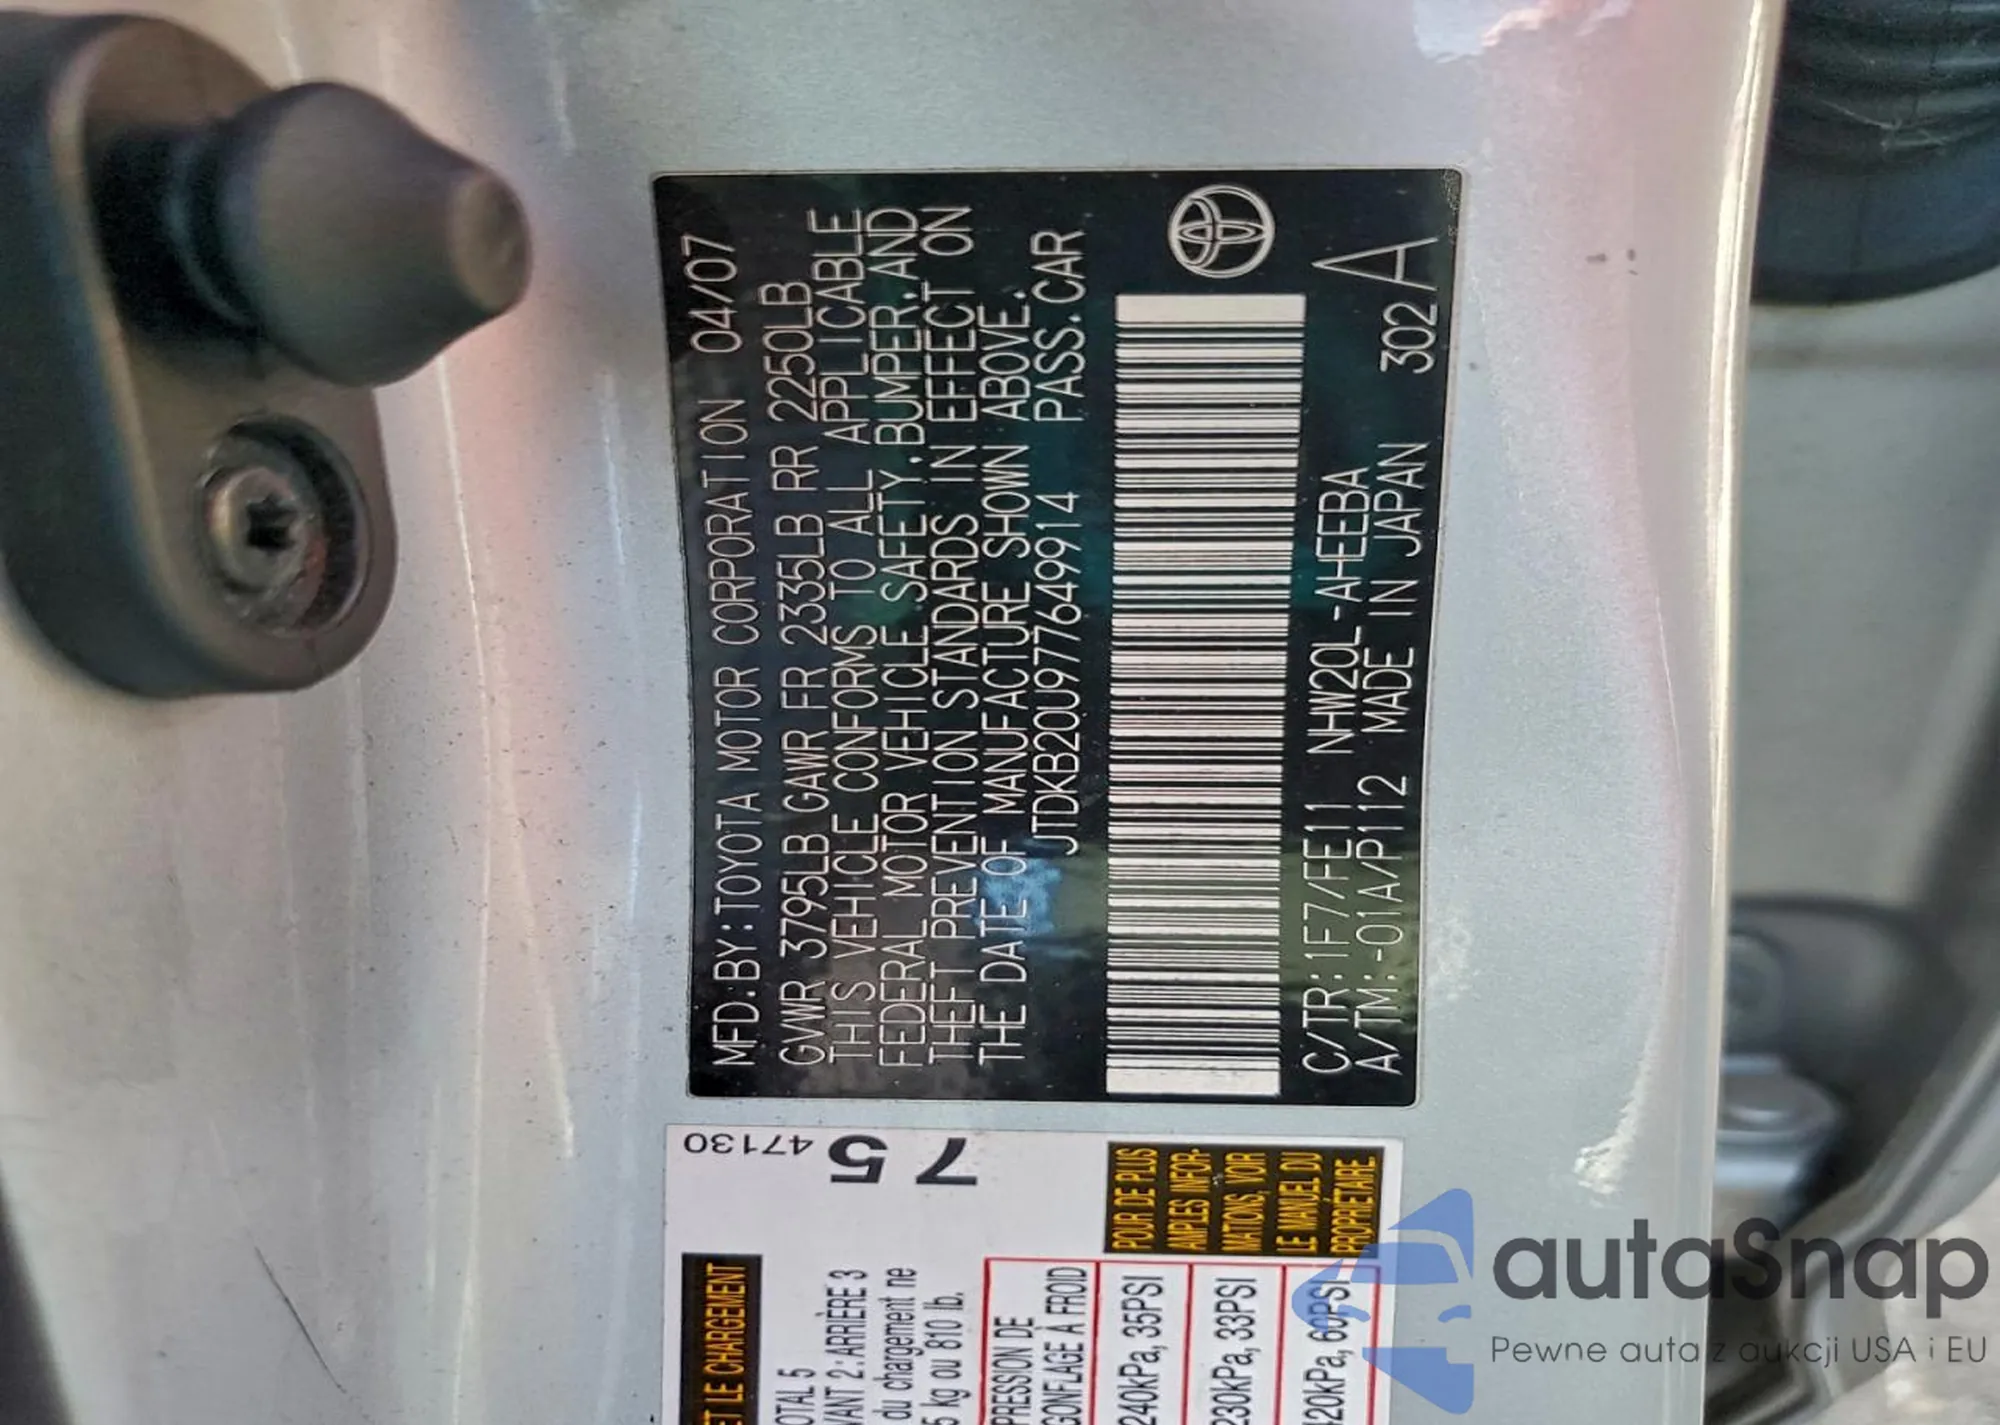 MFD.BY:TOYOTA MOTOR CORPORATION 04/07
GVWR 3795LB GAWR FR 2335LB RR 2250LB
THIS VEHICLE CONFORMS TO ALL APPLICABLE
FEDERAL MOTOR VEHICLE SAFETY,BUMPER,AND
THEFT PREVENTION STANDARDS IN EFFECT ON
THE DATE OF MANUFACTURE SHOWN ABOVE.
JTDKB20U977649914 PASS.CAR
C/TR:1F7/FE11 NHW20L-AHEEBA 302
A/TM:-01A/P112 MADE IN JAPAN A
47130
75
ET LE CHARGEMENT
OTAL 5
VANT 2: ARRIÈRE 3
du chargement ne
5 kg ou 810 lb.
PRESSION DE
GONFLAGE À FROID
240kPa, 35PSI
230kPa, 33PSI
420kPa, 60PSI
POUR DE PLUS
AMPLES INFOR-
MATIONS, VOIR
LE MANUEL DU
PROPRIÉTAIRE.
autaSnap
Pewne auta z aukcji USA i EU